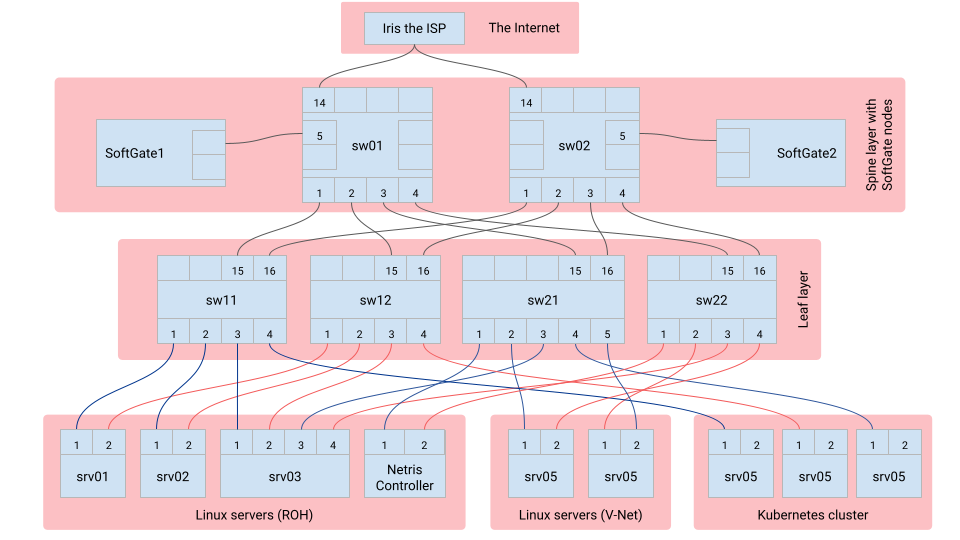 Iris the ISP
The Internet
14
14
5
5
SoftGate1
sw01
sw02
SoftGate2
Spine layer with
SoftGate nodes
1 2 3 4
1 2 3 4
15 16
15 16
15 16
15 16
sw11
sw12
sw21
sw22
Leaf layer
1 2 3 4
1 2 3 4
1 2 3 4 5
1 2 3 4
1 2
1 2
1 2 3 4
1 2
1 2
1 2
1 2
1 2
1 2
srv01
srv02
srv03
Netris
Controller
srv05
srv05
srv05
srv05
srv05
Linux servers (ROH)
Linux servers (V-Net)
Kubernetes cluster